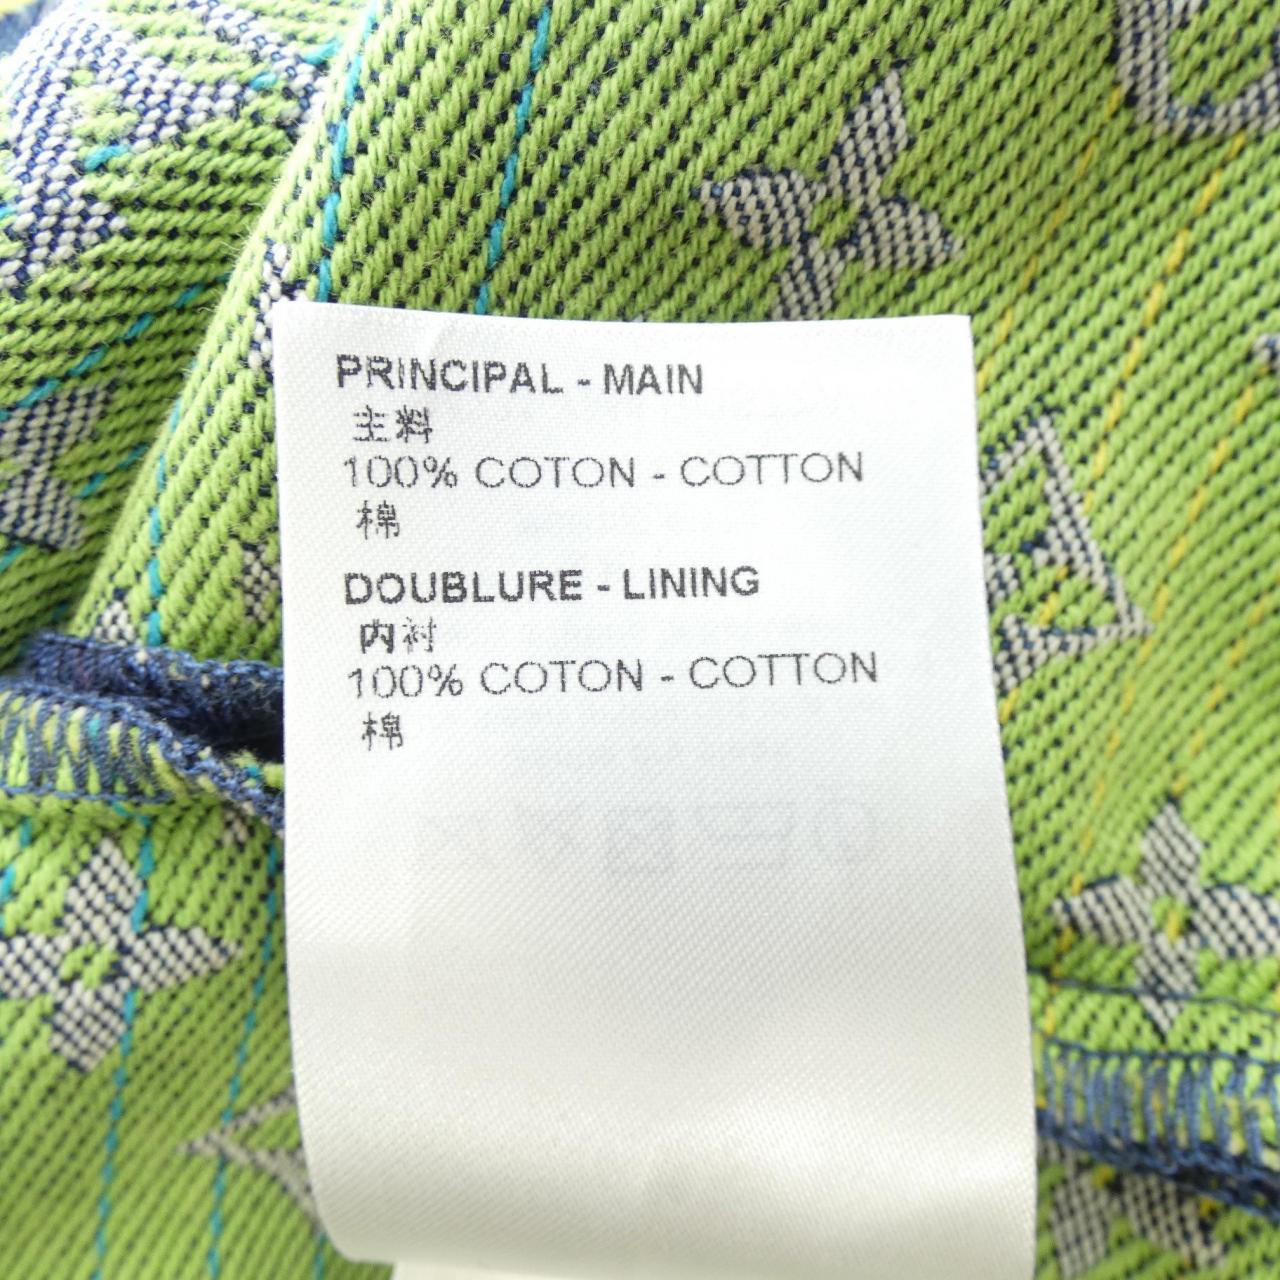 PRINCIPAL - MAIN
主料
100% COTON - COTTON
棉
DOUBLURE - LINING
内衬
100% COTON - COTTON
棉